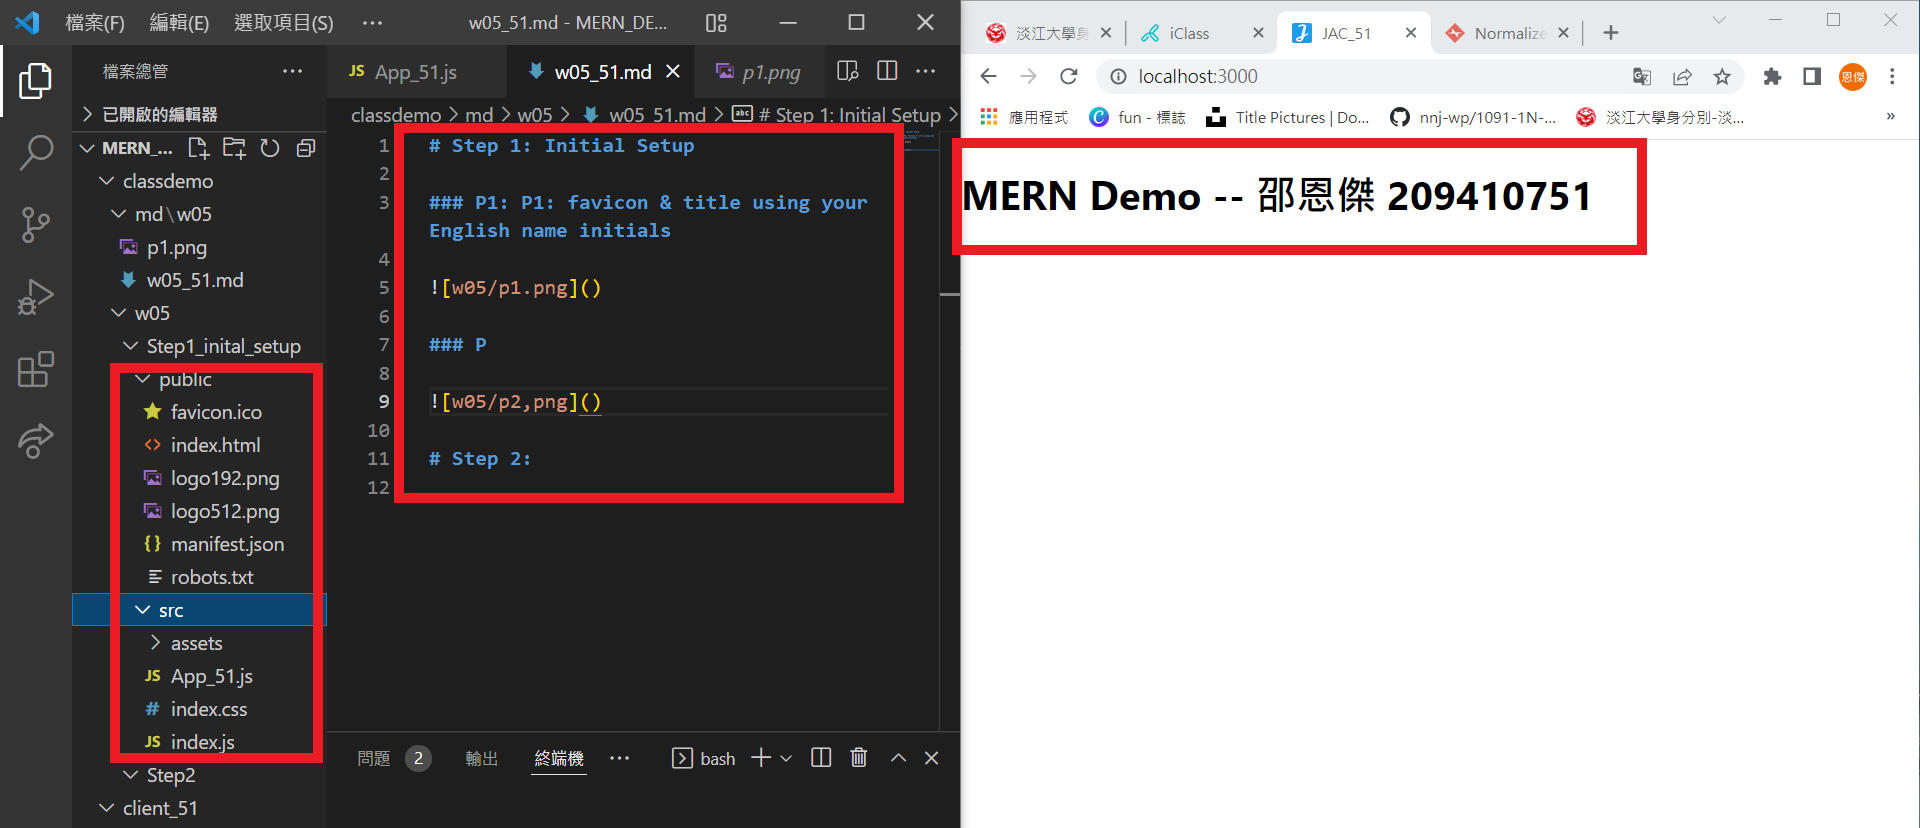 檔案(F) 編輯(E) 選取項目(S) ··· w05_51.md - MERN_DE...
檔案總管 ···
已開啟的編輯器
MERN_...
classdemo
md\w05
p1.png
w05_51.md
w05
Step1_inital_setup
public
favicon.ico
index.html
logo192.png
logo512.png
manifest.json
robots.txt
src
assets
JS App_51.js
# index.css
JS index.js
Step2
client_51
JS App_51.js w05_51.md p1.png ···
classdemo > md > w05 > w05_51.md > abc # Step 1: Initial Setup >
1 # Step 1: Initial Setup
2
3 ### P1: P1: favicon & title using your
English name initials
4
5 ![w05/p1.png]()
6
7 ### P
8
9 ![w05/p2,png]()
10
11 # Step 2:
12
問題 2 輸出 終端機 ··· bash
淡江大學身 iClass JAC_51 Normalize
localhost:3000 恩傑
應用程式 fun - 標誌 Title Pictures | Do... nnj-wp/1091-1N-... 淡江大學身分別-淡... »
MERN Demo -- 邵恩傑 209410751